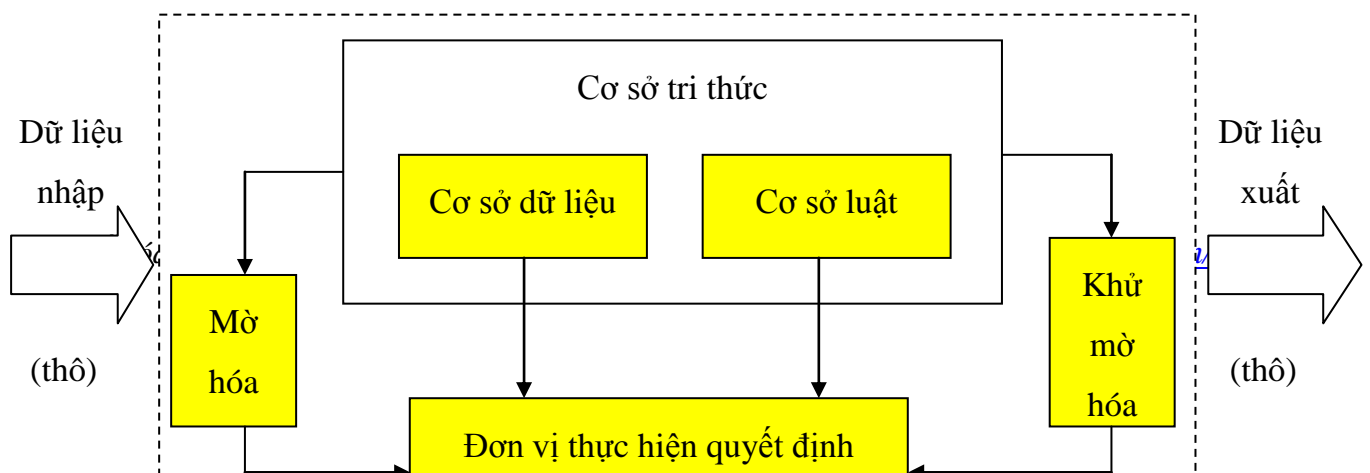 Cơ sở tri thức
Dữ liệu
nhập
(thô)
Cơ sở dữ liệu
Cơ sở luật
Dữ liệu
xuất
(thô)
Mờ
hóa
Khử
mờ
hóa
Đơn vị thực hiện quyết định